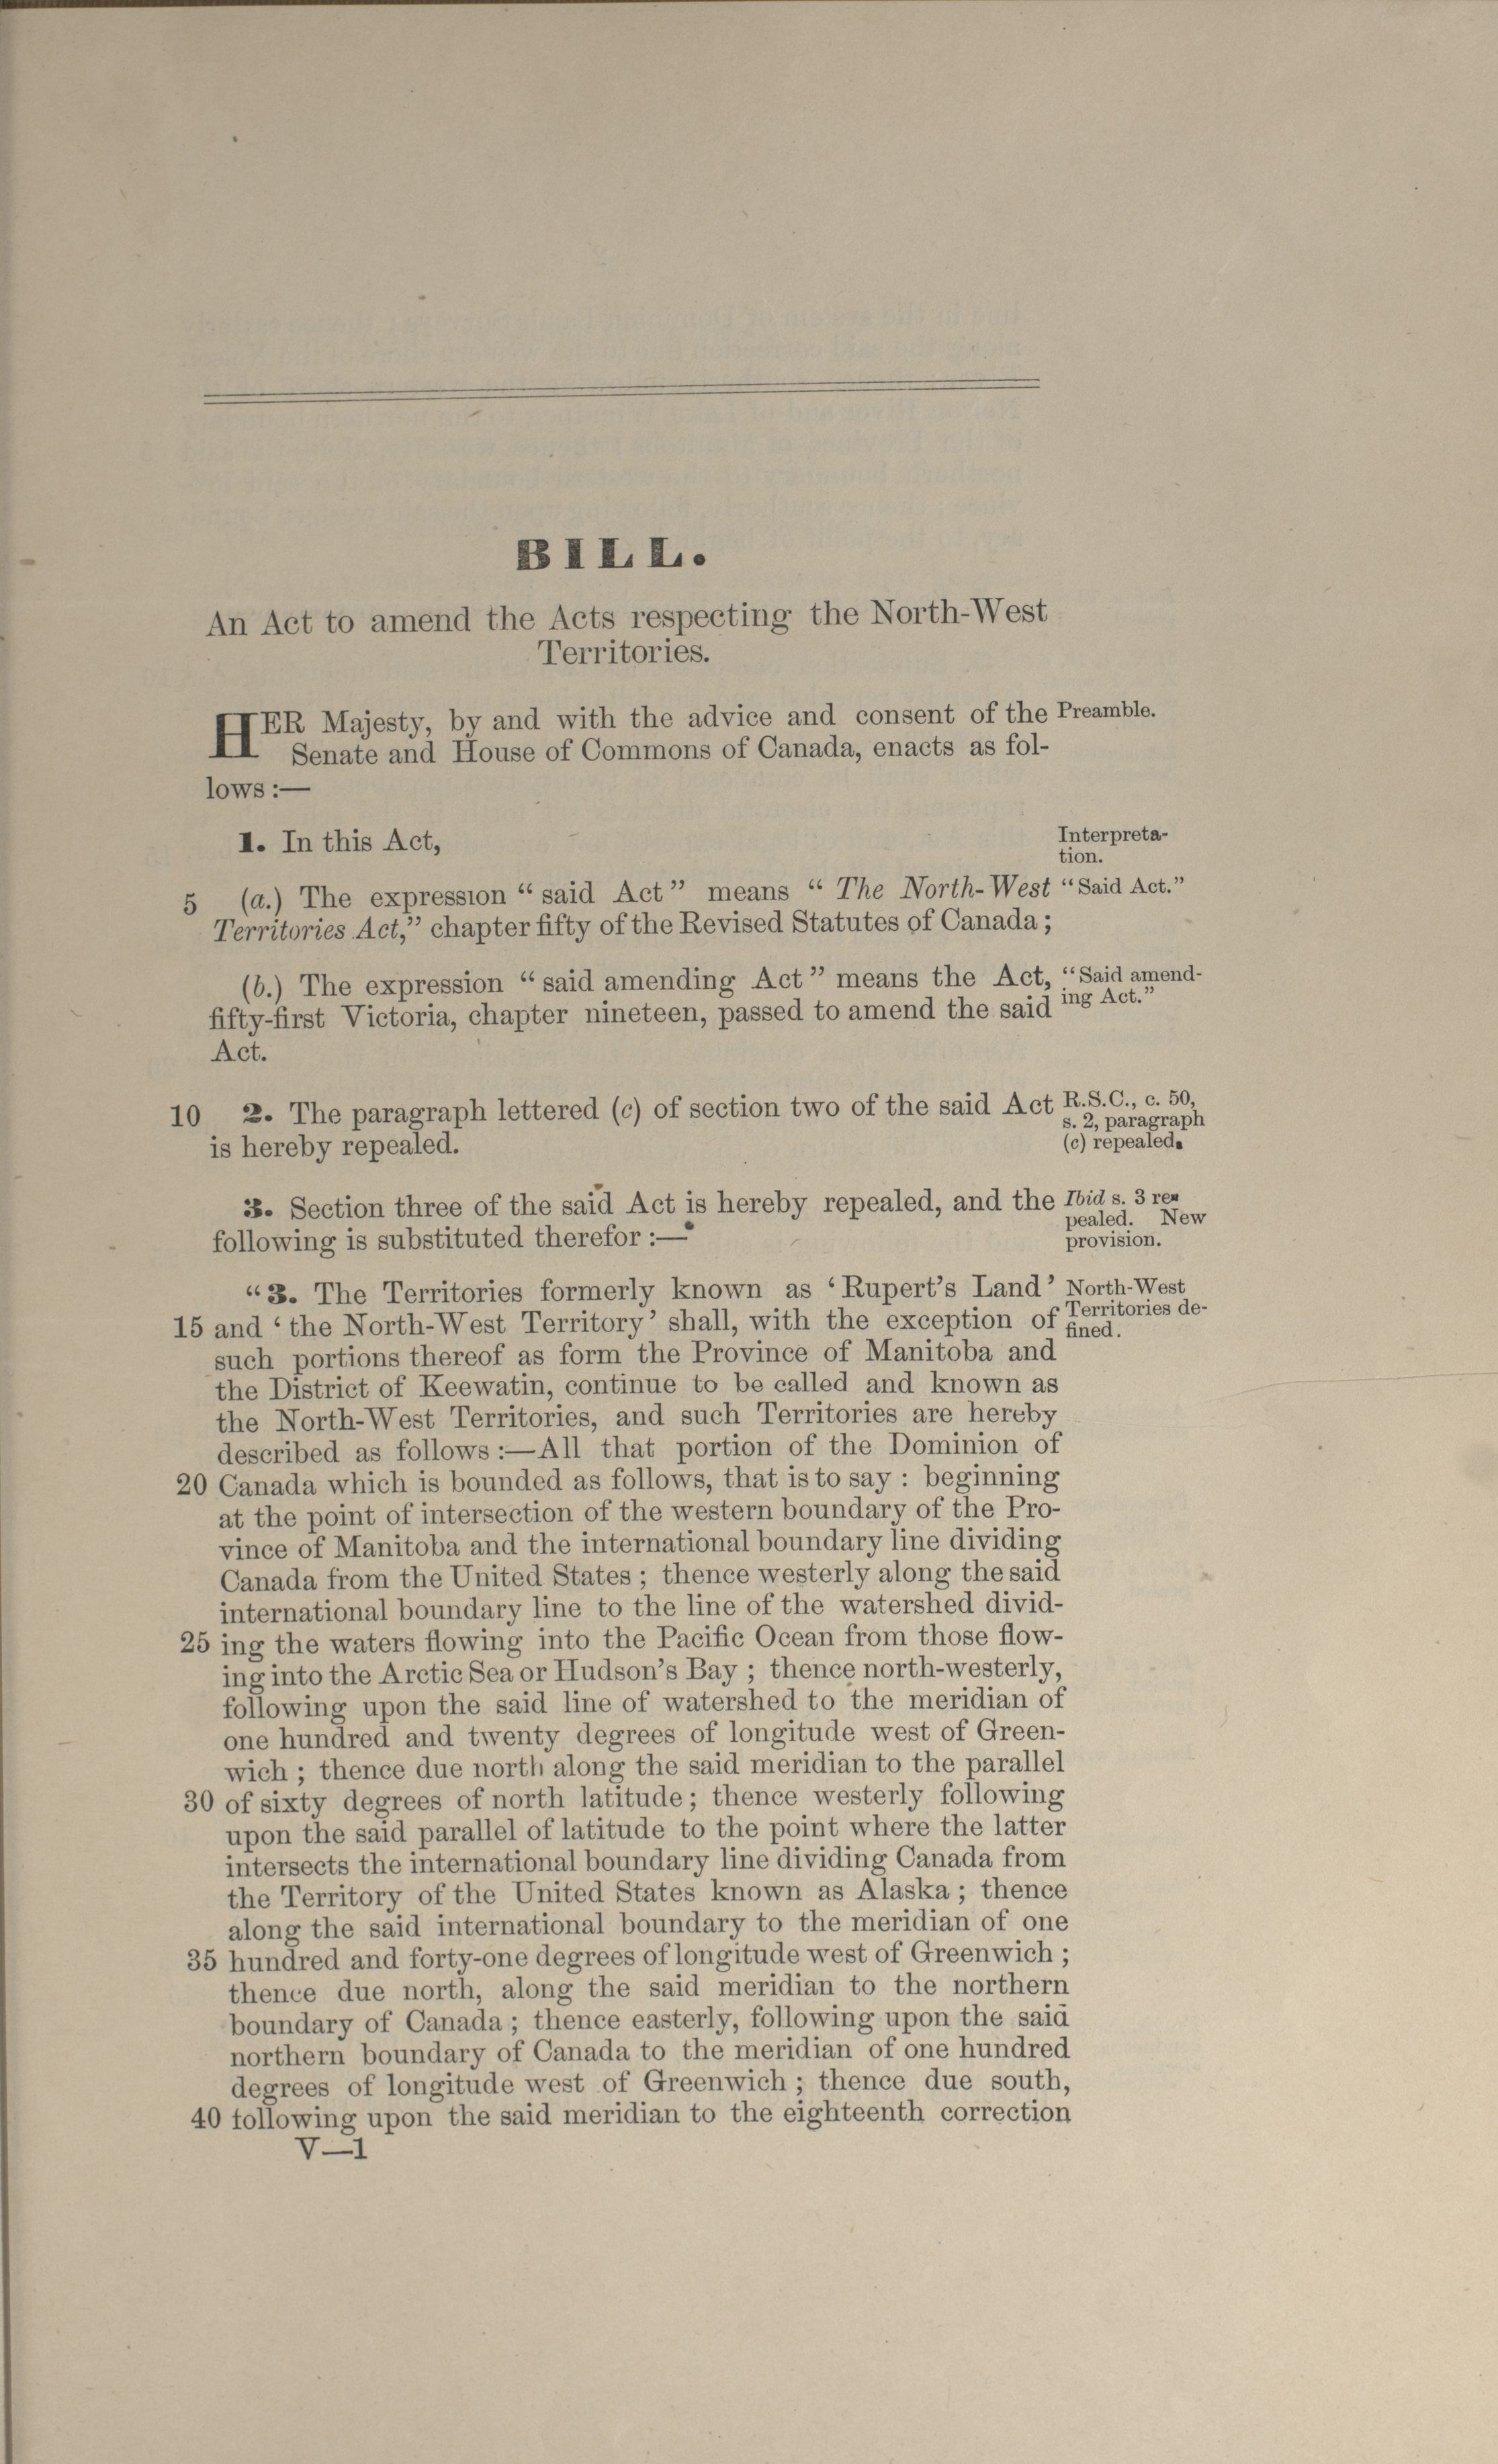 BILL.
An Act to amend the Acts respecting the North-West
Territories.
HER Majesty, by and with the advice and consent of the Preamble.
Senate and House of Commons of Canada, enacts as fol-
lows :—
1. In this Act,
Interpreta-
tion.
5 (a.) The expression “ said Act ” means “ The North-West
Territories Act,” chapter fifty of the Revised Statutes of Canada ;
“Said Act.”
(b.) The expression “ said amending Act ” means the Act,
fifty-first Victoria, chapter nineteen, passed to amend the said
Act.
“Said amend-
ing Act.”
10 2. The paragraph lettered (c) of section two of the said Act
is hereby repealed.
R.S.C., c. 50,
s. 2, paragraph
(c) repealed.
3. Section three of the said Act is hereby repealed, and the
following is substituted therefor :—
Ibid s. 3 re-
pealed. New
provision.
“3. The Territories formerly known as ‘ Rupert’s Land ’
15 and ‘ the North-West Territory ’ shall, with the exception of
North-West
Territories de-
fined.
such portions thereof as form the Province of Manitoba and
the District of Keewatin, continue to be called and known as
the North-West Territories, and such Territories are hereby
described as follows :—All that portion of the Dominion of
20 Canada which is bounded as follows, that is to say : beginning
at the point of intersection of the western boundary of the Pro-
vince of Manitoba and the international boundary line dividing
Canada from the United States ; thence westerly along the said
international boundary line to the line of the watershed divid-
25 ing the waters flowing into the Pacific Ocean from those flow-
ing into the Arctic Sea or Hudson’s Bay ; thence north-westerly,
following upon the said line of watershed to the meridian of
one hundred and twenty degrees of longitude west of Green-
wich ; thence due north along the said meridian to the parallel
30 of sixty degrees of north latitude ; thence westerly following
upon the said parallel of latitude to the point where the latter
intersects the international boundary line dividing Canada from
the Territory of the United States known as Alaska ; thence
along the said international boundary to the meridian of one
35 hundred and forty-one degrees of longitude west of Greenwich ;
thence due north, along the said meridian to the northern
boundary of Canada ; thence easterly, following upon the said
northern boundary of Canada to the meridian of one hundred
degrees of longitude west of Greenwich ; thence due south,
40 following upon the said meridian to the eighteenth correction
V—1